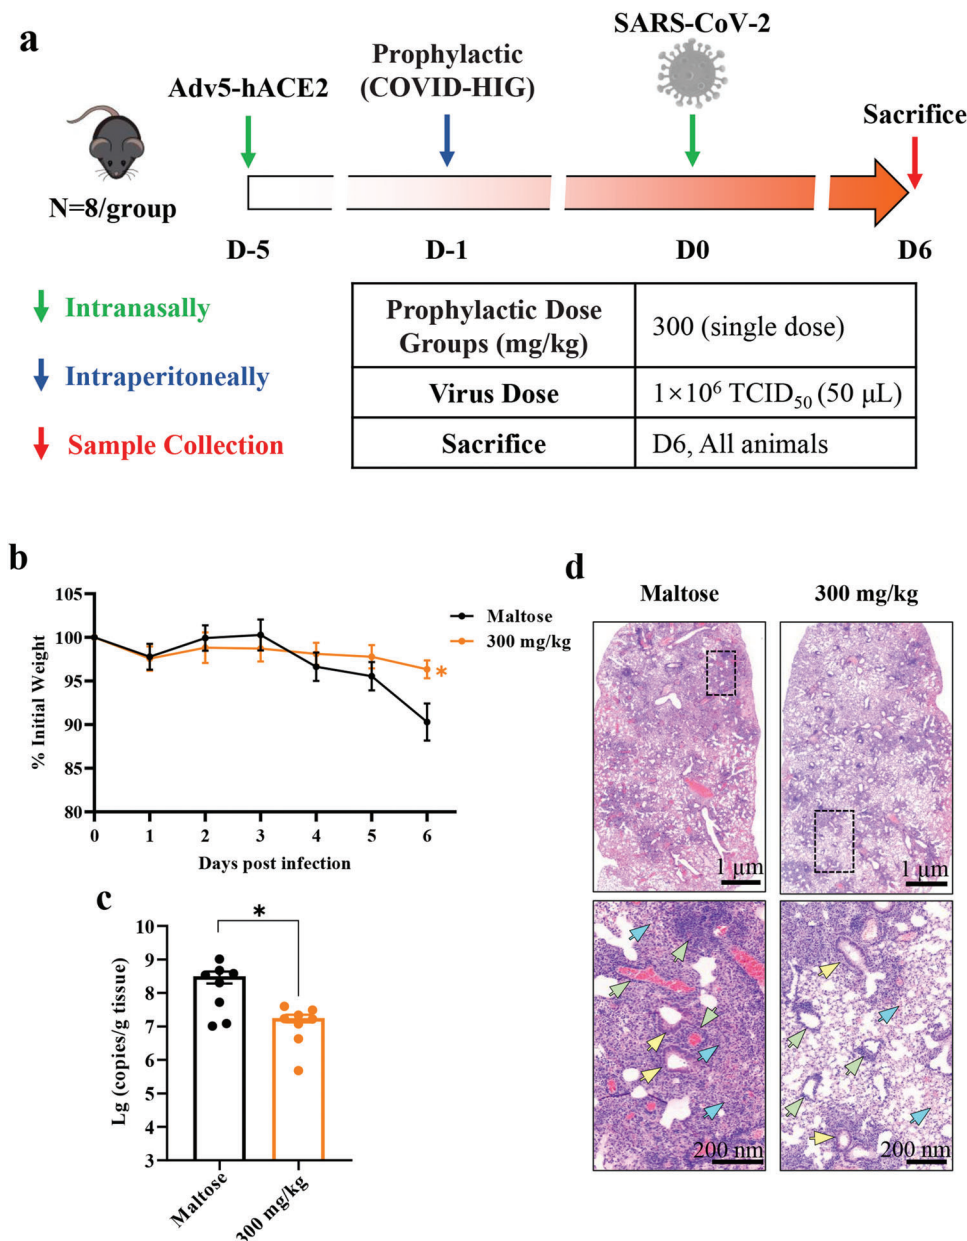 a
SARS-CoV-2
Prophylactic
(COVID-HIG)
Adv5-hACE2
Sacrifice
N=8/group
D-5
D-1
D0
D6
Intranasally
Intraperitoneally
Sample Collection
Prophylactic Dose
Groups (mg/kg)
300 (single dose)
Virus Dose
1×10⁶ TCID₅₀ (50 μL)
Sacrifice
D6, All animals
b
105
100
95
90
85
80
% Initial Weight
0 1 2 3 4 5 6
Days post infection
Maltose
300 mg/kg
*
c
10
9
8
7
6
5
4
3
Lg (copies/g tissue)
*
Maltose
300 mg/kg
d
Maltose
300 mg/kg
1 μm
1 μm
200 nm
200 nm